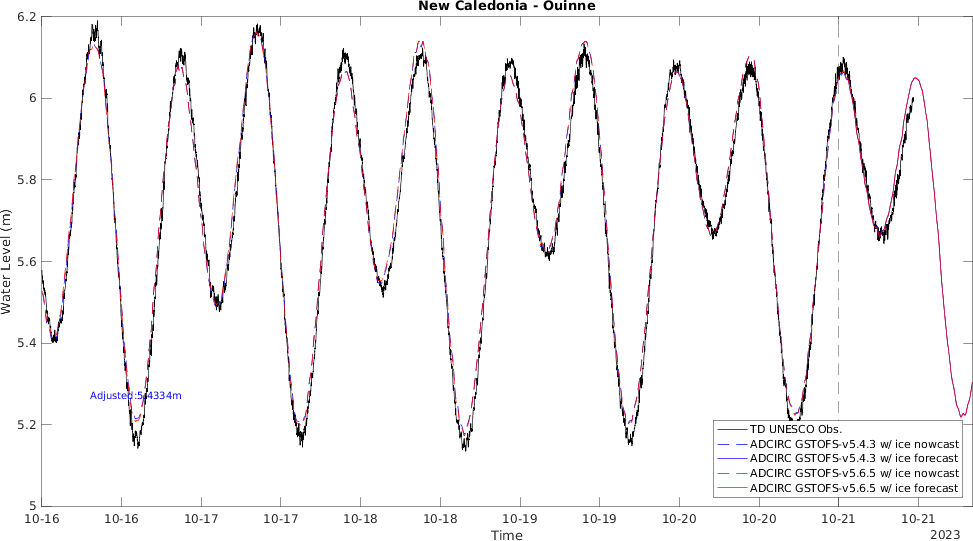 New Caledonia - Ouinne
6.2
6
5.8
5.6
5.4
5.2
5
Water Level (m)
Adjusted:5.4334m
TD UNESCO Obs.
ADCIRC GSTOFS-v5.4.3 w/ ice nowcast
ADCIRC GSTOFS-v5.4.3 w/ ice forecast
ADCIRC GSTOFS-v5.6.5 w/ ice nowcast
ADCIRC GSTOFS-v5.6.5 w/ ice forecast
10-16 10-16 10-17 10-17 10-18 10-18 10-19 10-19 10-20 10-20 10-21 10-21
Time
2023